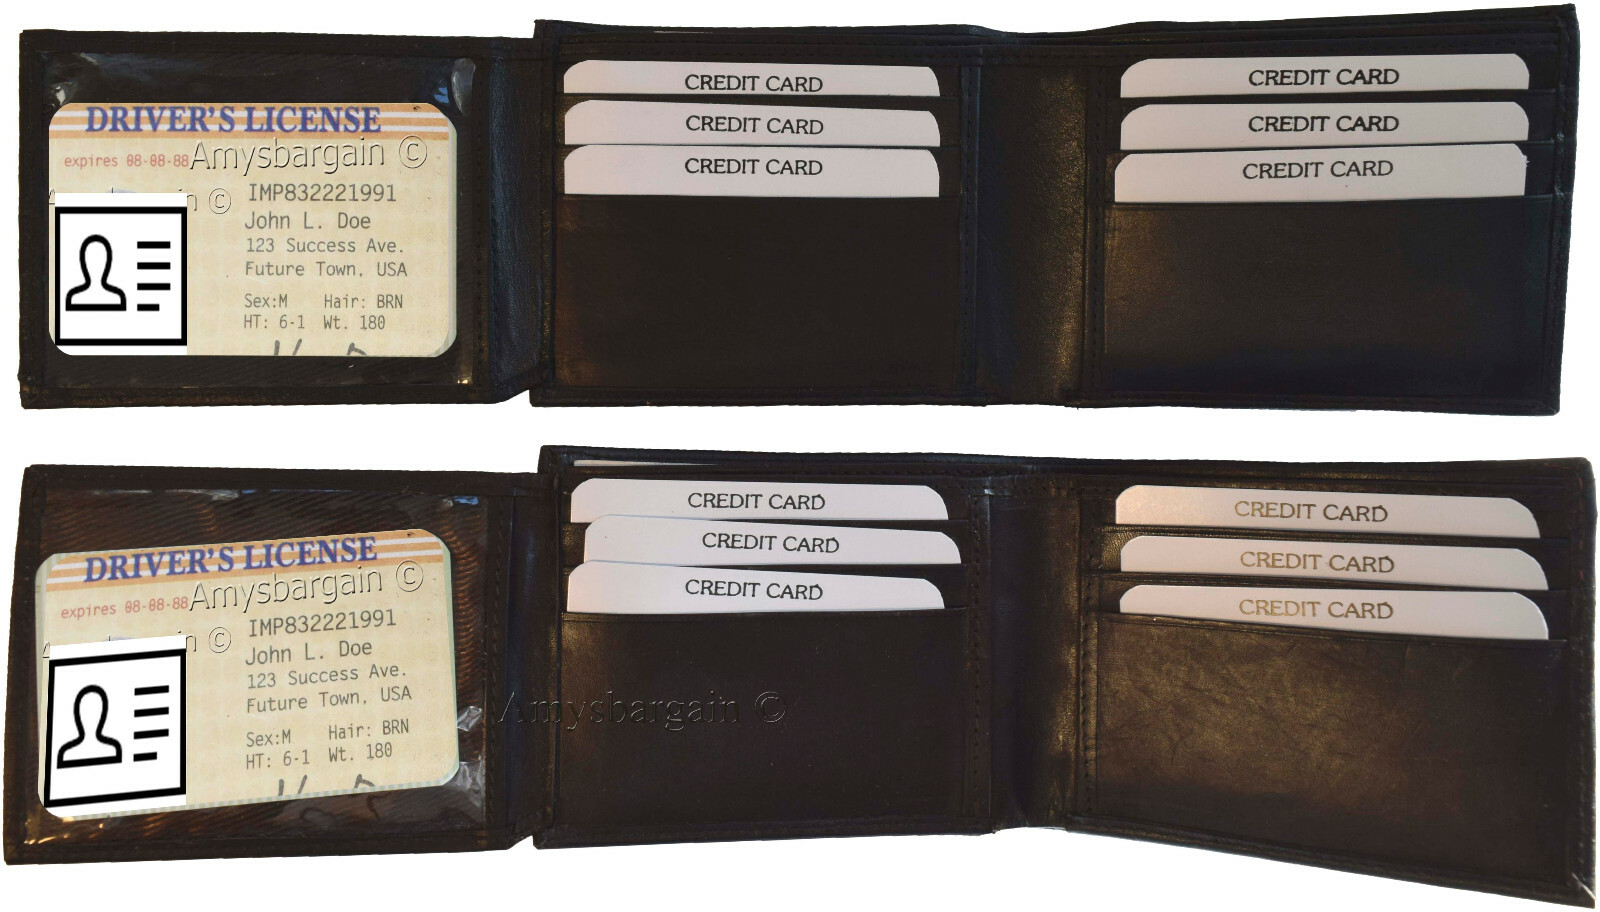 DRIVER'S LICENSE
expires 08-08-88
Amysbargain ©
n ©
IMP832221991
John L. Doe
123 Success Ave.
Future Town, USA
Sex:M Hair: BRN
HT: 6-1 Wt. 180
CREDIT CARD
CREDIT CARD
CREDIT CARD
CREDIT CARD
CREDIT CARD
CREDIT CARD
DRIVER'S LICENSE
expires 08-08-88
Amysbargain ©
n ©
IMP832221991
John L. Doe
123 Success Ave.
Future Town, USA
Sex:M Hair: BRN
HT: 6-1 Wt. 180
CREDIT CARD
CREDIT CARD
CREDIT CARD
Amysbargain ©
CREDIT CARD
CREDIT CARD
CREDIT CARD